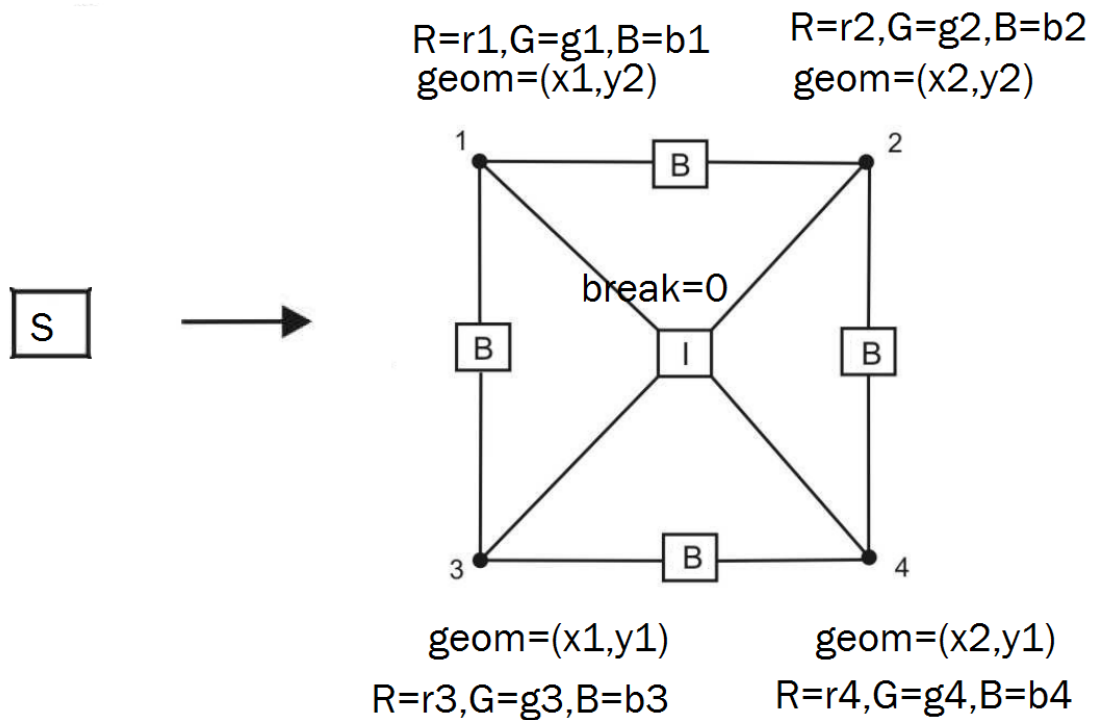 R=r1,G=g1,B=b1
geom=(x1,y2)
R=r2,G=g2,B=b2
geom=(x2,y2)
1
2
B
break=0
S
B
I
B
B
3
4
geom=(x1,y1)
R=r3,G=g3,B=b3
geom=(x2,y1)
R=r4,G=g4,B=b4